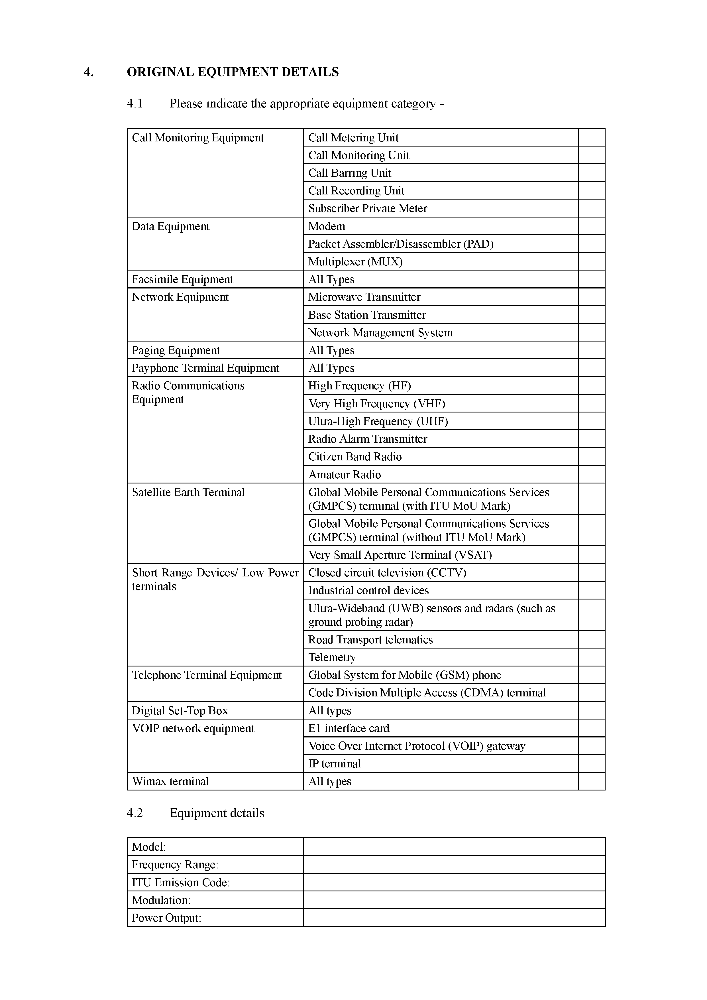 4. ORIGINAL EQUIPMENT DETAILS
4.1 Please indicate the appropriate equipment category -
Call Monitoring Equipment Call Metering Unit
Call Monitoring Unit
Call Barring Unit
Call Recording Unit
Subscriber Private Meter
Data Equipment Modem
Packet Assembler/Disassembler (PAD)
Multiplexer (MUX)
Facsimile Equipment All Types
Network Equipment Microwave Transmitter
Base Station Transmitter
Network Management System
Paging Equipment All Types
Payphone Terminal Equipment All Types
Radio Communications High Frequency (HF)
Equipment
Very High Frequency (VHF)
Ultra-High Frequency (UHF)
Radio Alarm Transmitter
Citizen Band Radio
Amateur Radio
Satellite Earth Terminal Global Mobile Personal Communications Services
(GMPCS) terminal (with ITU MoU Mark)
Global Mobile Personal Communications Services
(GMPCS) terminal (without ITU MoU Mark)
Very Small Aperture Terminal (VSAT)
Short Range Devices/ Low Power Closed circuit television (CCTV)
terminals
Industrial control devices
Ultra-Wideband (UWB) sensors and radars (such as
ground probing radar)
Road Transport telematics
Telemetry
Telephone Terminal Equipment Global System for Mobile (GSM) phone
Code Division Multiple Access (CDMA) terminal
Digital Set-Top Box All types
VOIP network equipment E1 interface card
Voice Over Internet Protocol (VOIP) gateway
IP terminal
Wimax terminal All types
4.2 Equipment details
Model:
Frequency Range:
ITU Emission Code:
Modulation:
Power Output: